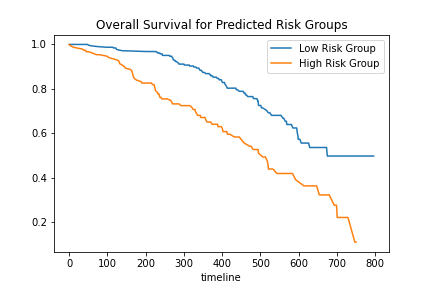 Overall Survival for Predicted Risk Groups
Low Risk Group
High Risk Group
1.0
0.8
0.6
0.4
0.2
0 100 200 300 400 500 600 700 800
timeline